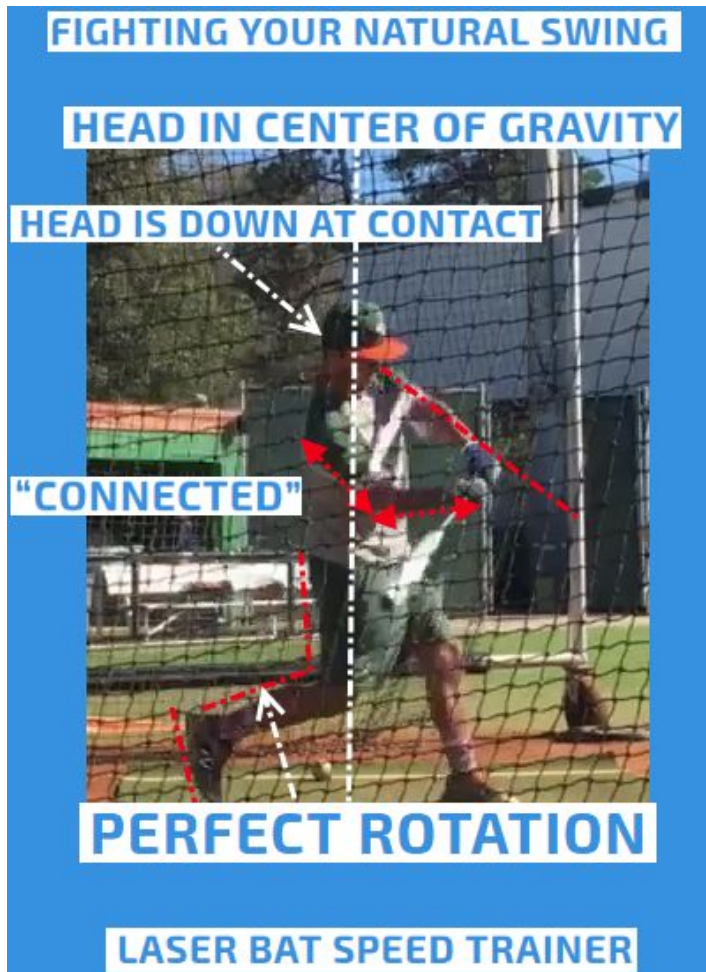 FIGHTING YOUR NATURAL SWING
HEAD IN CENTER OF GRAVITY
HEAD IS DOWN AT CONTACT
“CONNECTED”
PERFECT ROTATION
LASER BAT SPEED TRAINER